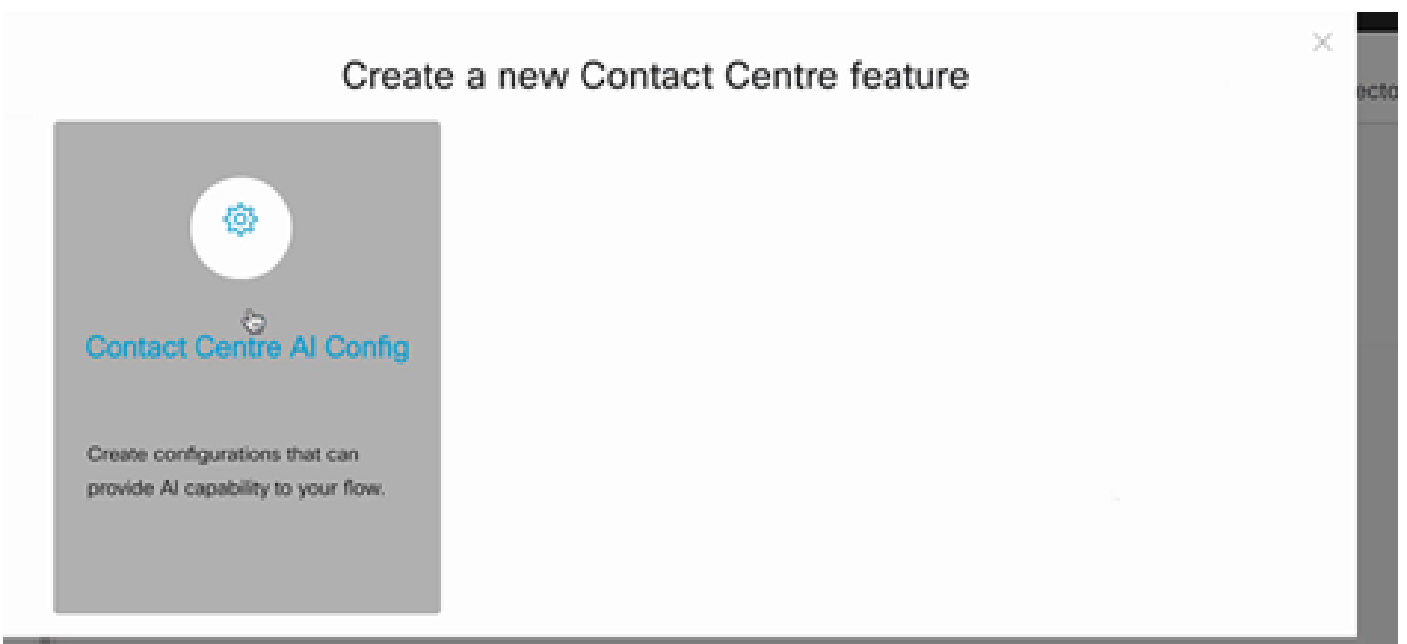 Create a new Contact Centre feature
ecto
Contact Centre AI Config
Create configurations that can
provide AI capability to your flow.